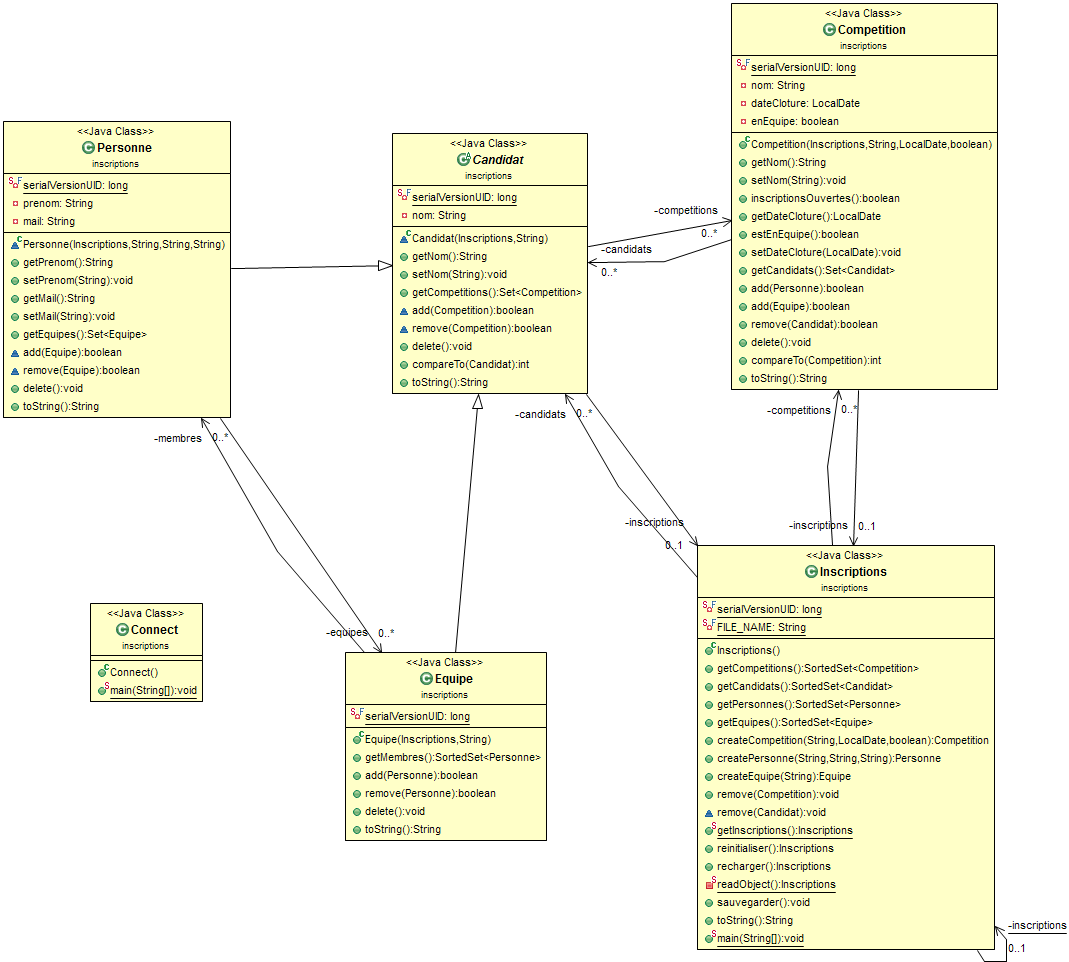 <<Java Class>>
Personne
inscriptions
serialVersionUID: long
prenom: String
mail: String
Personne(Inscriptions,String,String,String)
getPrenom():String
setPrenom(String):void
getMail():String
setMail(String):void
getEquipes():Set<Equipe>
add(Equipe):boolean
remove(Equipe):boolean
delete():void
toString():String
<<Java Class>>
Candidat
inscriptions
serialVersionUID: long
nom: String
Candidat(Inscriptions,String)
getNom():String
setNom(String):void
getCompetitions():Set<Competition>
add(Competition):boolean
remove(Competition):boolean
delete():void
compareTo(Candidat):int
toString():String
<<Java Class>>
Competition
inscriptions
serialVersionUID: long
nom: String
dateCloture: LocalDate
enEquipe: boolean
Competition(Inscriptions,String,LocalDate,boolean)
getNom():String
setNom(String):void
inscriptionsOuvertes():boolean
getDateCloture():LocalDate
estEnEquipe():boolean
setDateCloture(LocalDate):void
getCandidats():Set<Candidat>
add(Personne):boolean
add(Equipe):boolean
remove(Candidat):boolean
delete():void
compareTo(Competition):int
toString():String
-competitions
0..*
-candidats
0..*
-membres
0..*
-candidats
0..*
-competitions
0..*
-inscriptions
0..1
-inscriptions
0..1
-equipes
0..*
<<Java Class>>
Connect
inscriptions
Connect()
main(String[]):void
<<Java Class>>
Equipe
inscriptions
serialVersionUID: long
Equipe(Inscriptions,String)
getMembres():SortedSet<Personne>
add(Personne):boolean
remove(Personne):boolean
delete():void
toString():String
<<Java Class>>
Inscriptions
inscriptions
serialVersionUID: long
FILE_NAME: String
Inscriptions()
getCompetitions():SortedSet<Competition>
getCandidats():SortedSet<Candidat>
getPersonnes():SortedSet<Personne>
getEquipes():SortedSet<Equipe>
createCompetition(String,LocalDate,boolean):Competition
createPersonne(String,String,String):Personne
createEquipe(String):Equipe
remove(Competition):void
remove(Candidat):void
getInscriptions():Inscriptions
reinitialiser():Inscriptions
recharger():Inscriptions
readObject():Inscriptions
sauvegarder():void
toString():String
main(String[]):void
-inscriptions
0..1